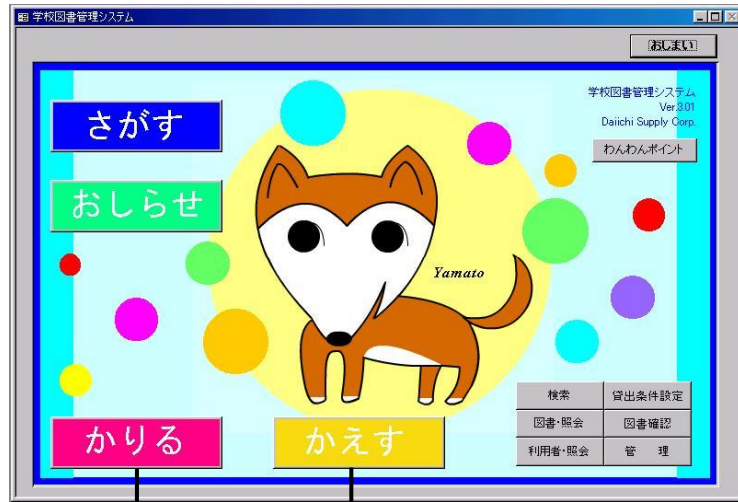 学校図書管理システム
おしまい
学校図書管理システム
Ver.3.01
Daiichi Supply Corp.
わんわんポイント
さがす
おしらせ
Yamato
検索
貸出条件設定
図書・照会
図書確認
利用者・照会
管　理
かりる
かえす